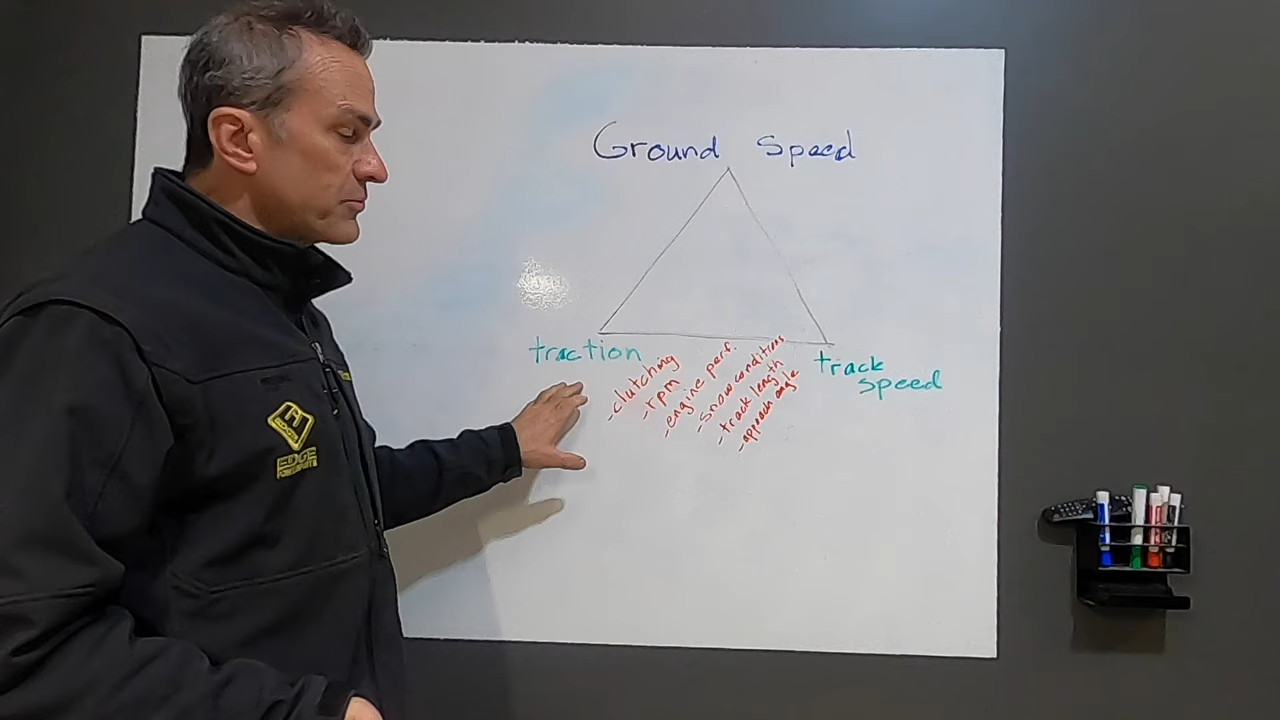 Ground Speed
traction
track
speed
-clutching
-rpm
-engine perf.
-snow conditions
-track length
-approach angle
EDGE